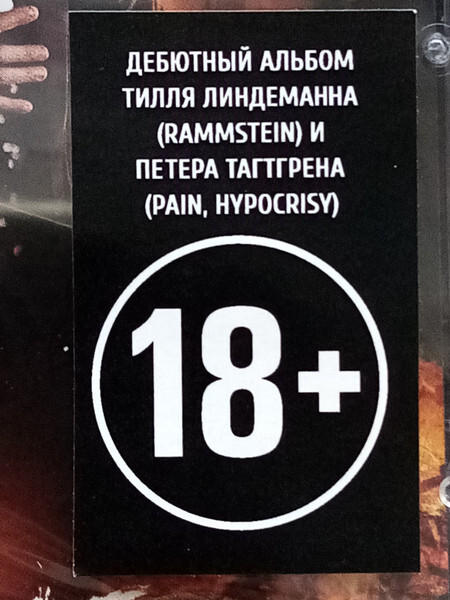 ДЕБЮТНЫЙ АЛЬБОМ
ТИЛЛЯ ЛИНДЕМАННА
(RAMMSTEIN) И
ПЕТЕРА ТАГТГРЕНА
(PAIN, HYPOCRISY)
18+